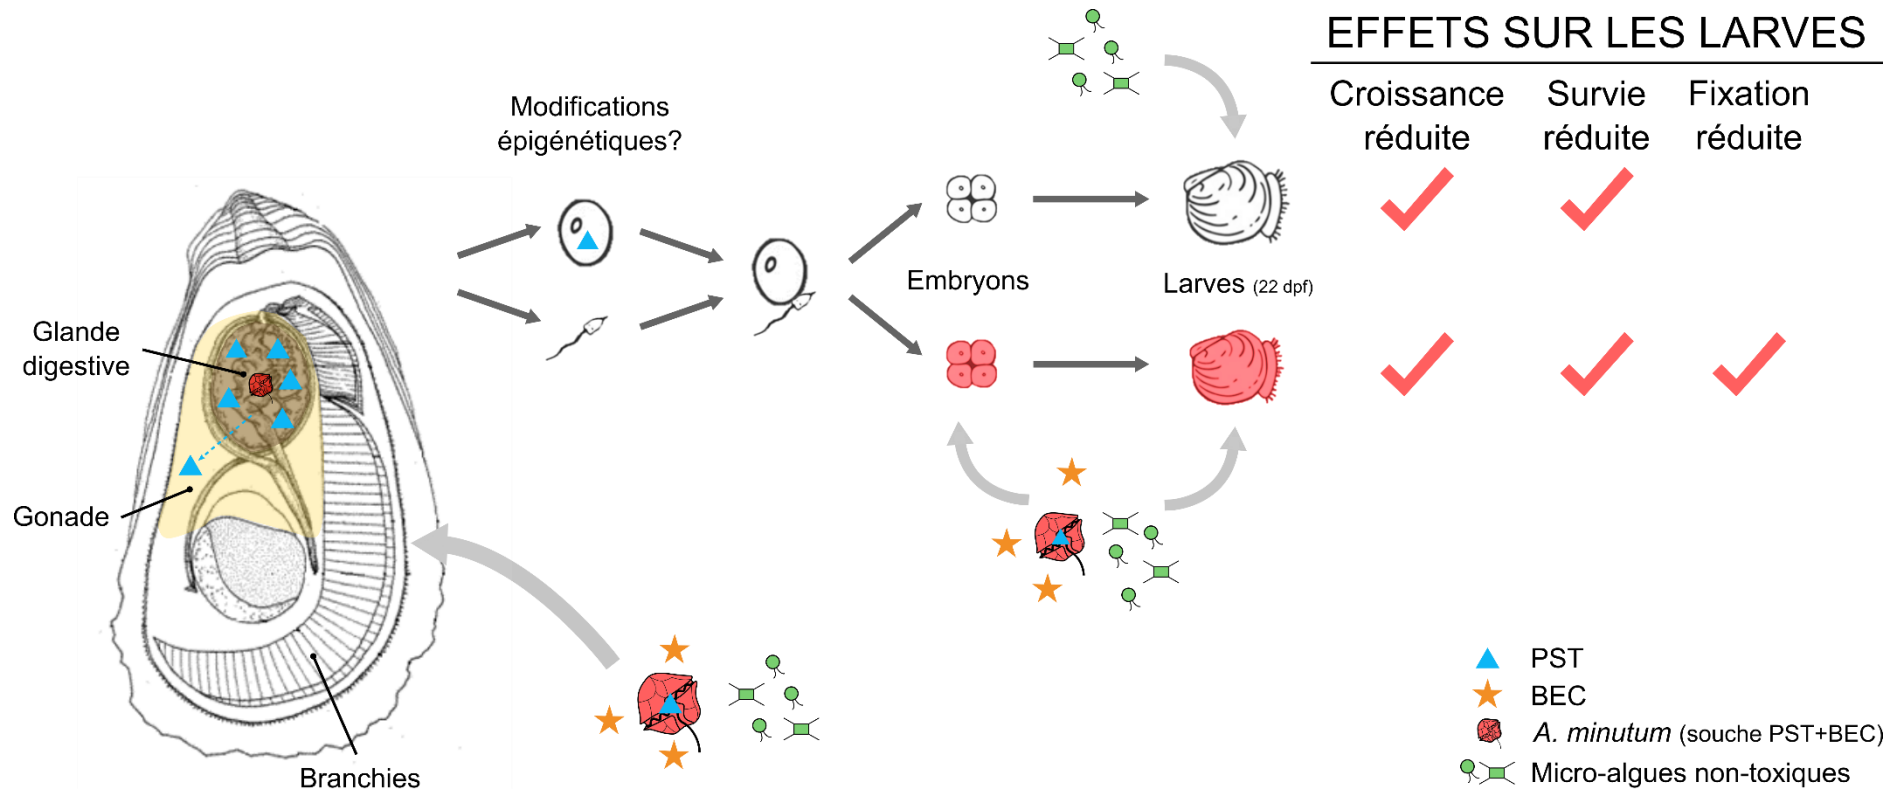 EFFETS SUR LES LARVES
Croissance
réduite
Survie
réduite
Fixation
réduite
Modifications
épigénétiques?
Embryons
Larves (22 dpf)
Glande
digestive
Gonade
Branchies
PST
BEC
A. minutum (souche PST+BEC)
Micro-algues non-toxiques